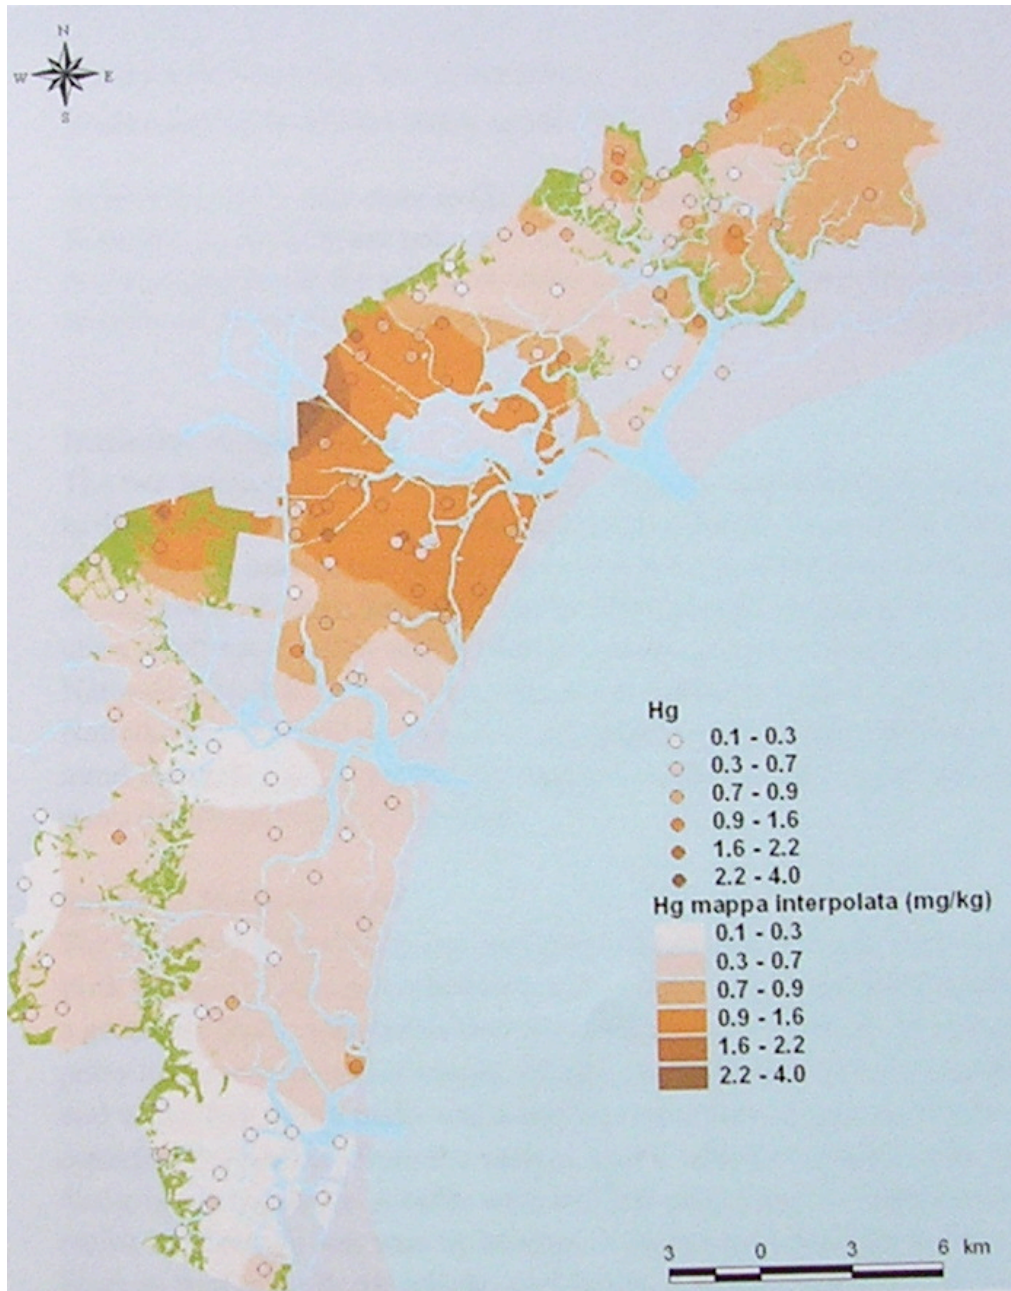 N
W E
S
Hg
0.1 - 0.3
0.3 - 0.7
0.7 - 0.9
0.9 - 1.6
1.6 - 2.2
2.2 - 4.0
Hg mappa interpolata (mg/kg)
0.1 - 0.3
0.3 - 0.7
0.7 - 0.9
0.9 - 1.6
1.6 - 2.2
2.2 - 4.0
3 0 3 6 km